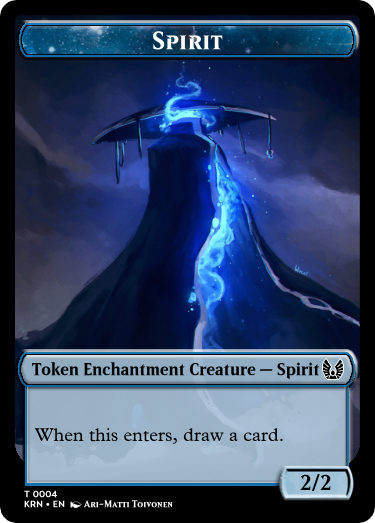 Spirit
Token Enchantment Creature — Spirit
When this enters, draw a card.
2/2
T 0004
KRN • EN Ari-Matti Toivonen